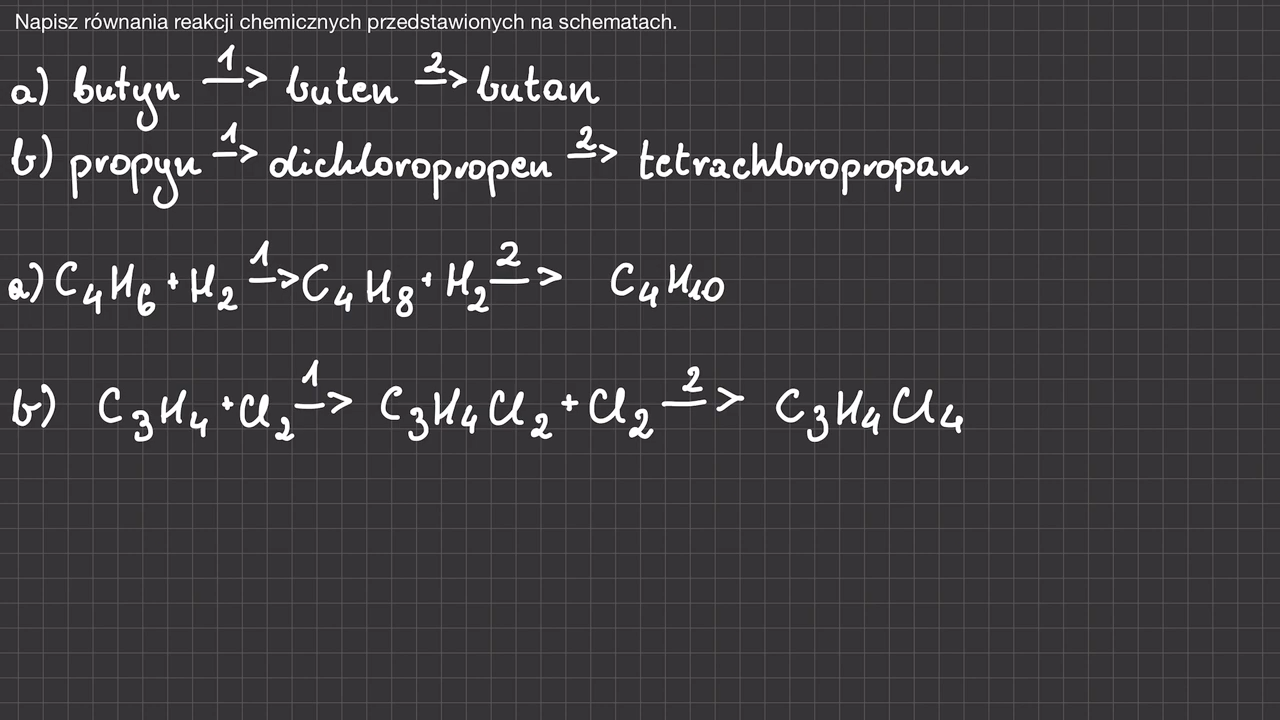 Napisz równania reakcji chemicznych przedstawionych na schematach.
a) butyn 1-> buten 2-> butan
b) propyn 1-> dichloropropen 2-> tetrachloropropan
a) C4H6 + H2 1-> C4H8 + H2 2-> C4H10
b) C3H4 + Cl2 1-> C3H4Cl2 + Cl2 2-> C3H4Cl4